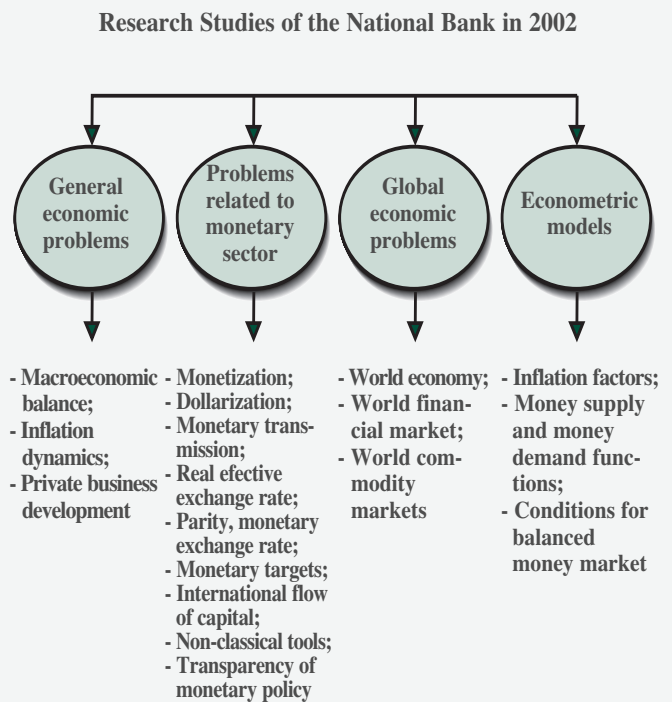 Research Studies of the National Bank in 2002
General
economic
problems
Problems
related to
monetary
sector
Global
economic
problems
Econometric
models
- Macroeconomic
balance;
- Inflation
dynamics;
- Private business
development
- Monetization;
- Dollarization;
- Monetary trans-
mission;
- Real efective
exchange rate;
- Parity, monetary
exchange rate;
- Monetary targets;
- International flow
of capital;
- Non-classical tools;
- Transparency of
monetary policy
- World economy;
- World finan-
cial market;
- World com-
modity
markets
- Inflation factors;
- Money supply
and money
demand func-
tions;
- Conditions for
balanced
money market